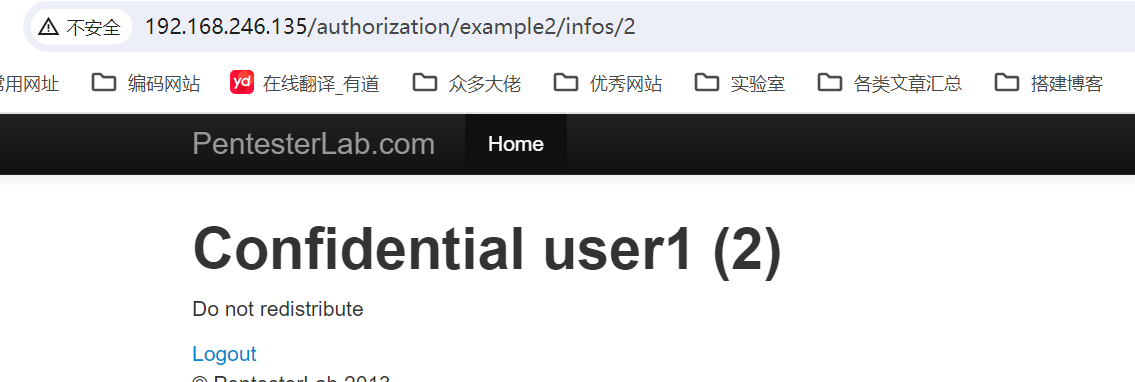 不安全 192.168.246.135/authorization/example2/infos/2
常用网址 编码网站 yd 在线翻译_有道 众多大佬 优秀网站 实验室 各类文章汇总 搭建博客
PentesterLab.com Home
Confidential user1 (2)
Do not redistribute
Logout
© PentesterLab 2013